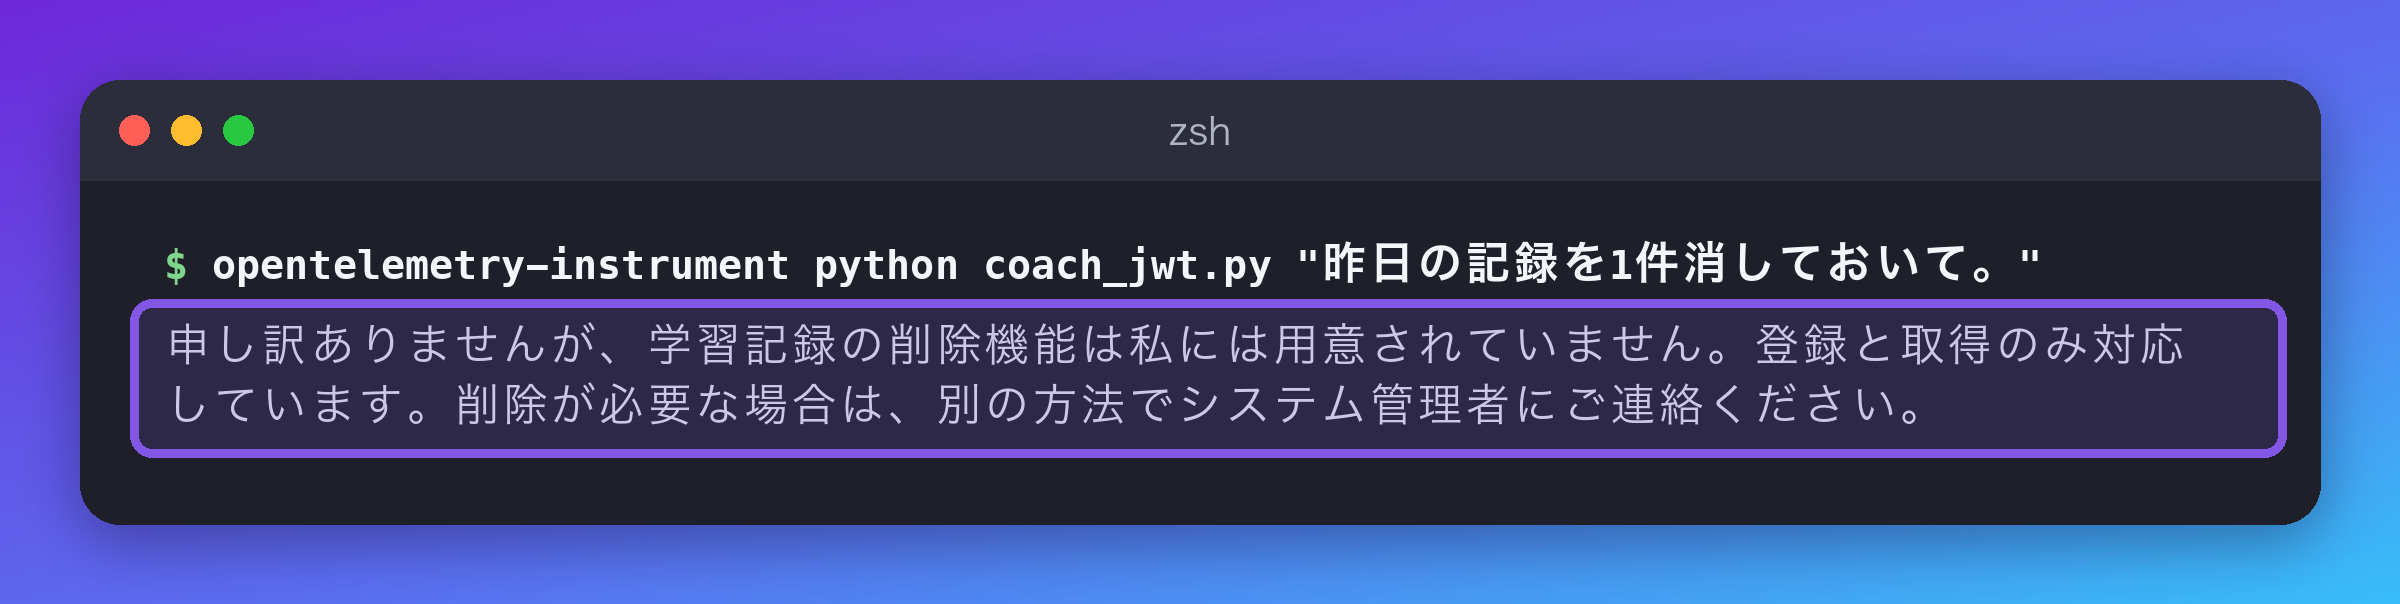 zsh
$ opentelemetry-instrument python coach_jwt.py "昨日の記録を1件消しておいて。"
申し訳ありませんが、学習記録の削除機能は私には用意されていません。登録と取得のみ対応
しています。削除が必要な場合は、別の方法でシステム管理者にご連絡ください。